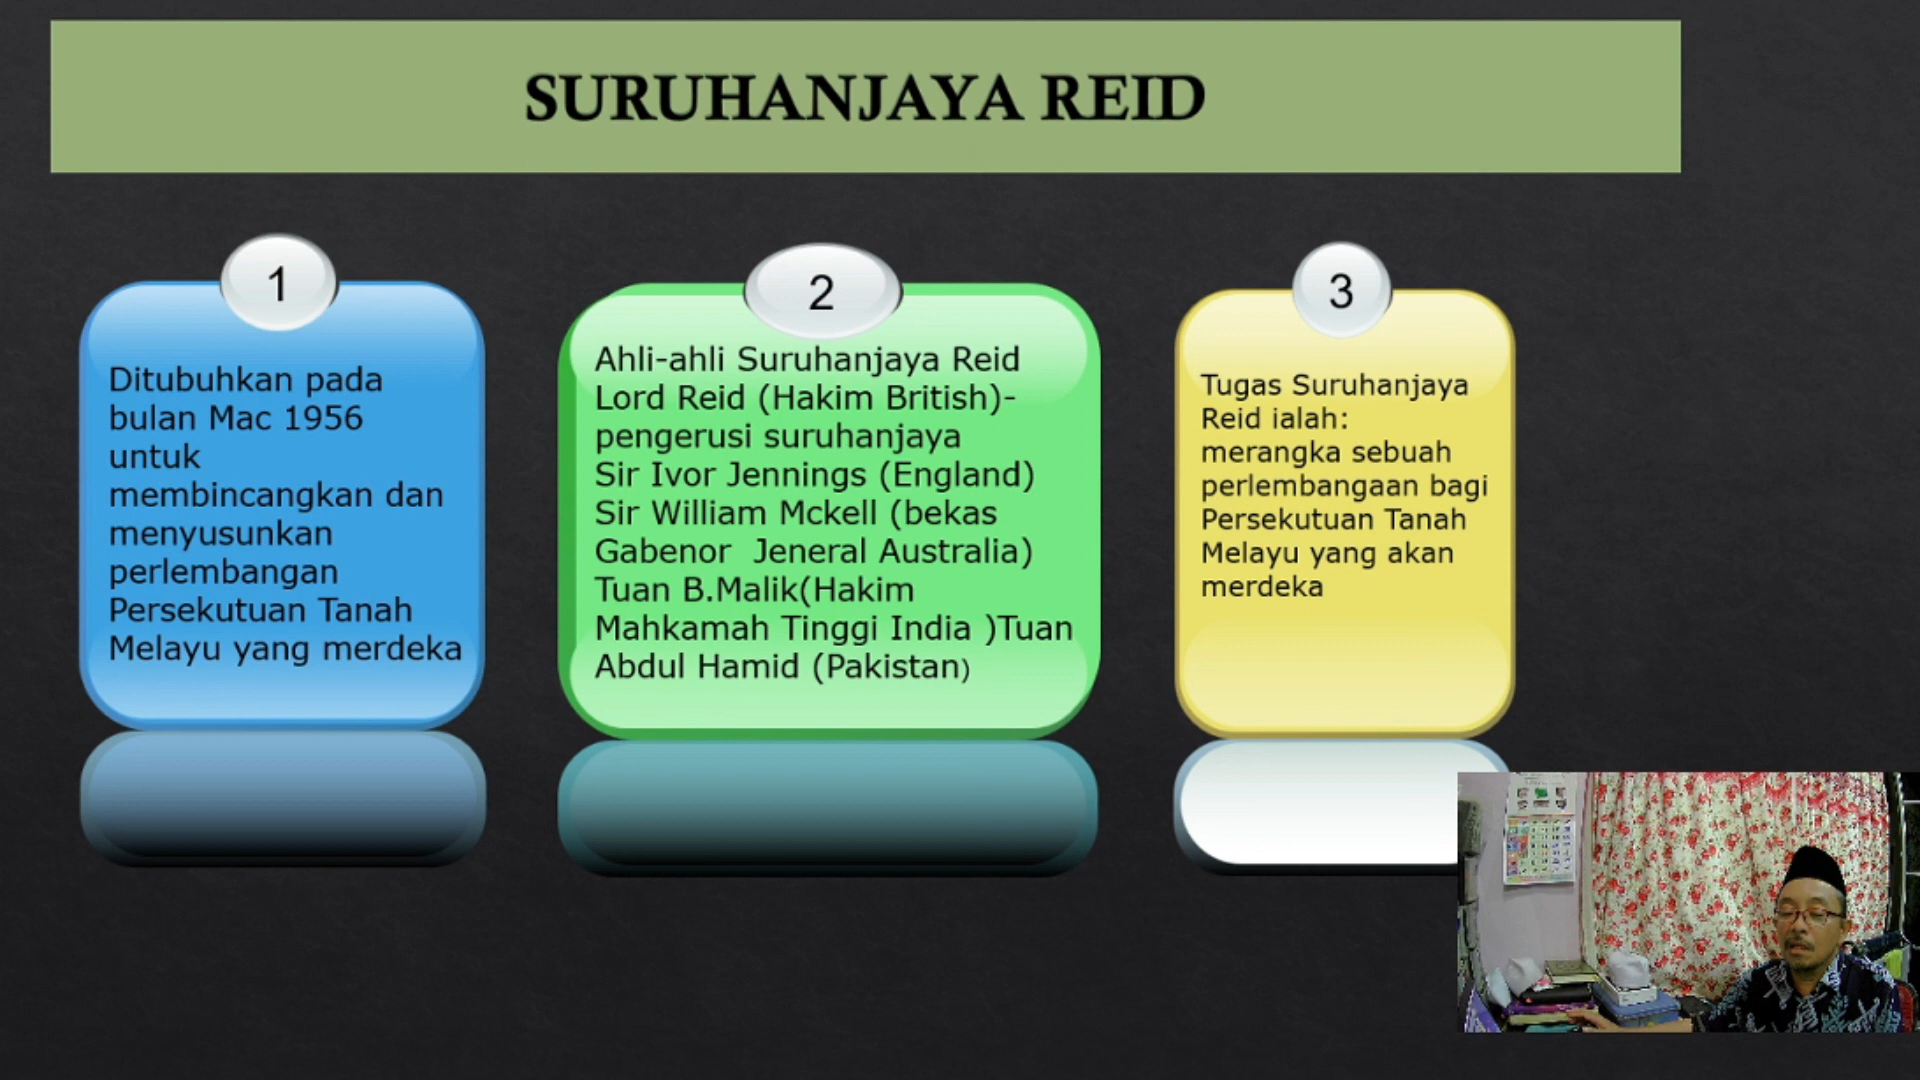 SURUHANJAYA REID
1
Ditubuhkan pada
bulan Mac 1956
untuk
membincangkan dan
menyusunkan
perlembangan
Persekutuan Tanah
Melayu yang merdeka
2
Ahli-ahli Suruhanjaya Reid
Lord Reid (Hakim British)-
pengerusi suruhanjaya
Sir Ivor Jennings (England)
Sir William Mckell (bekas
Gabenor  Jeneral Australia)
Tuan B.Malik(Hakim
Mahkamah Tinggi India )Tuan
Abdul Hamid (Pakistan)
3
Tugas Suruhanjaya
Reid ialah:
merangka sebuah
perlembangaan bagi
Persekutuan Tanah
Melayu yang akan
merdeka